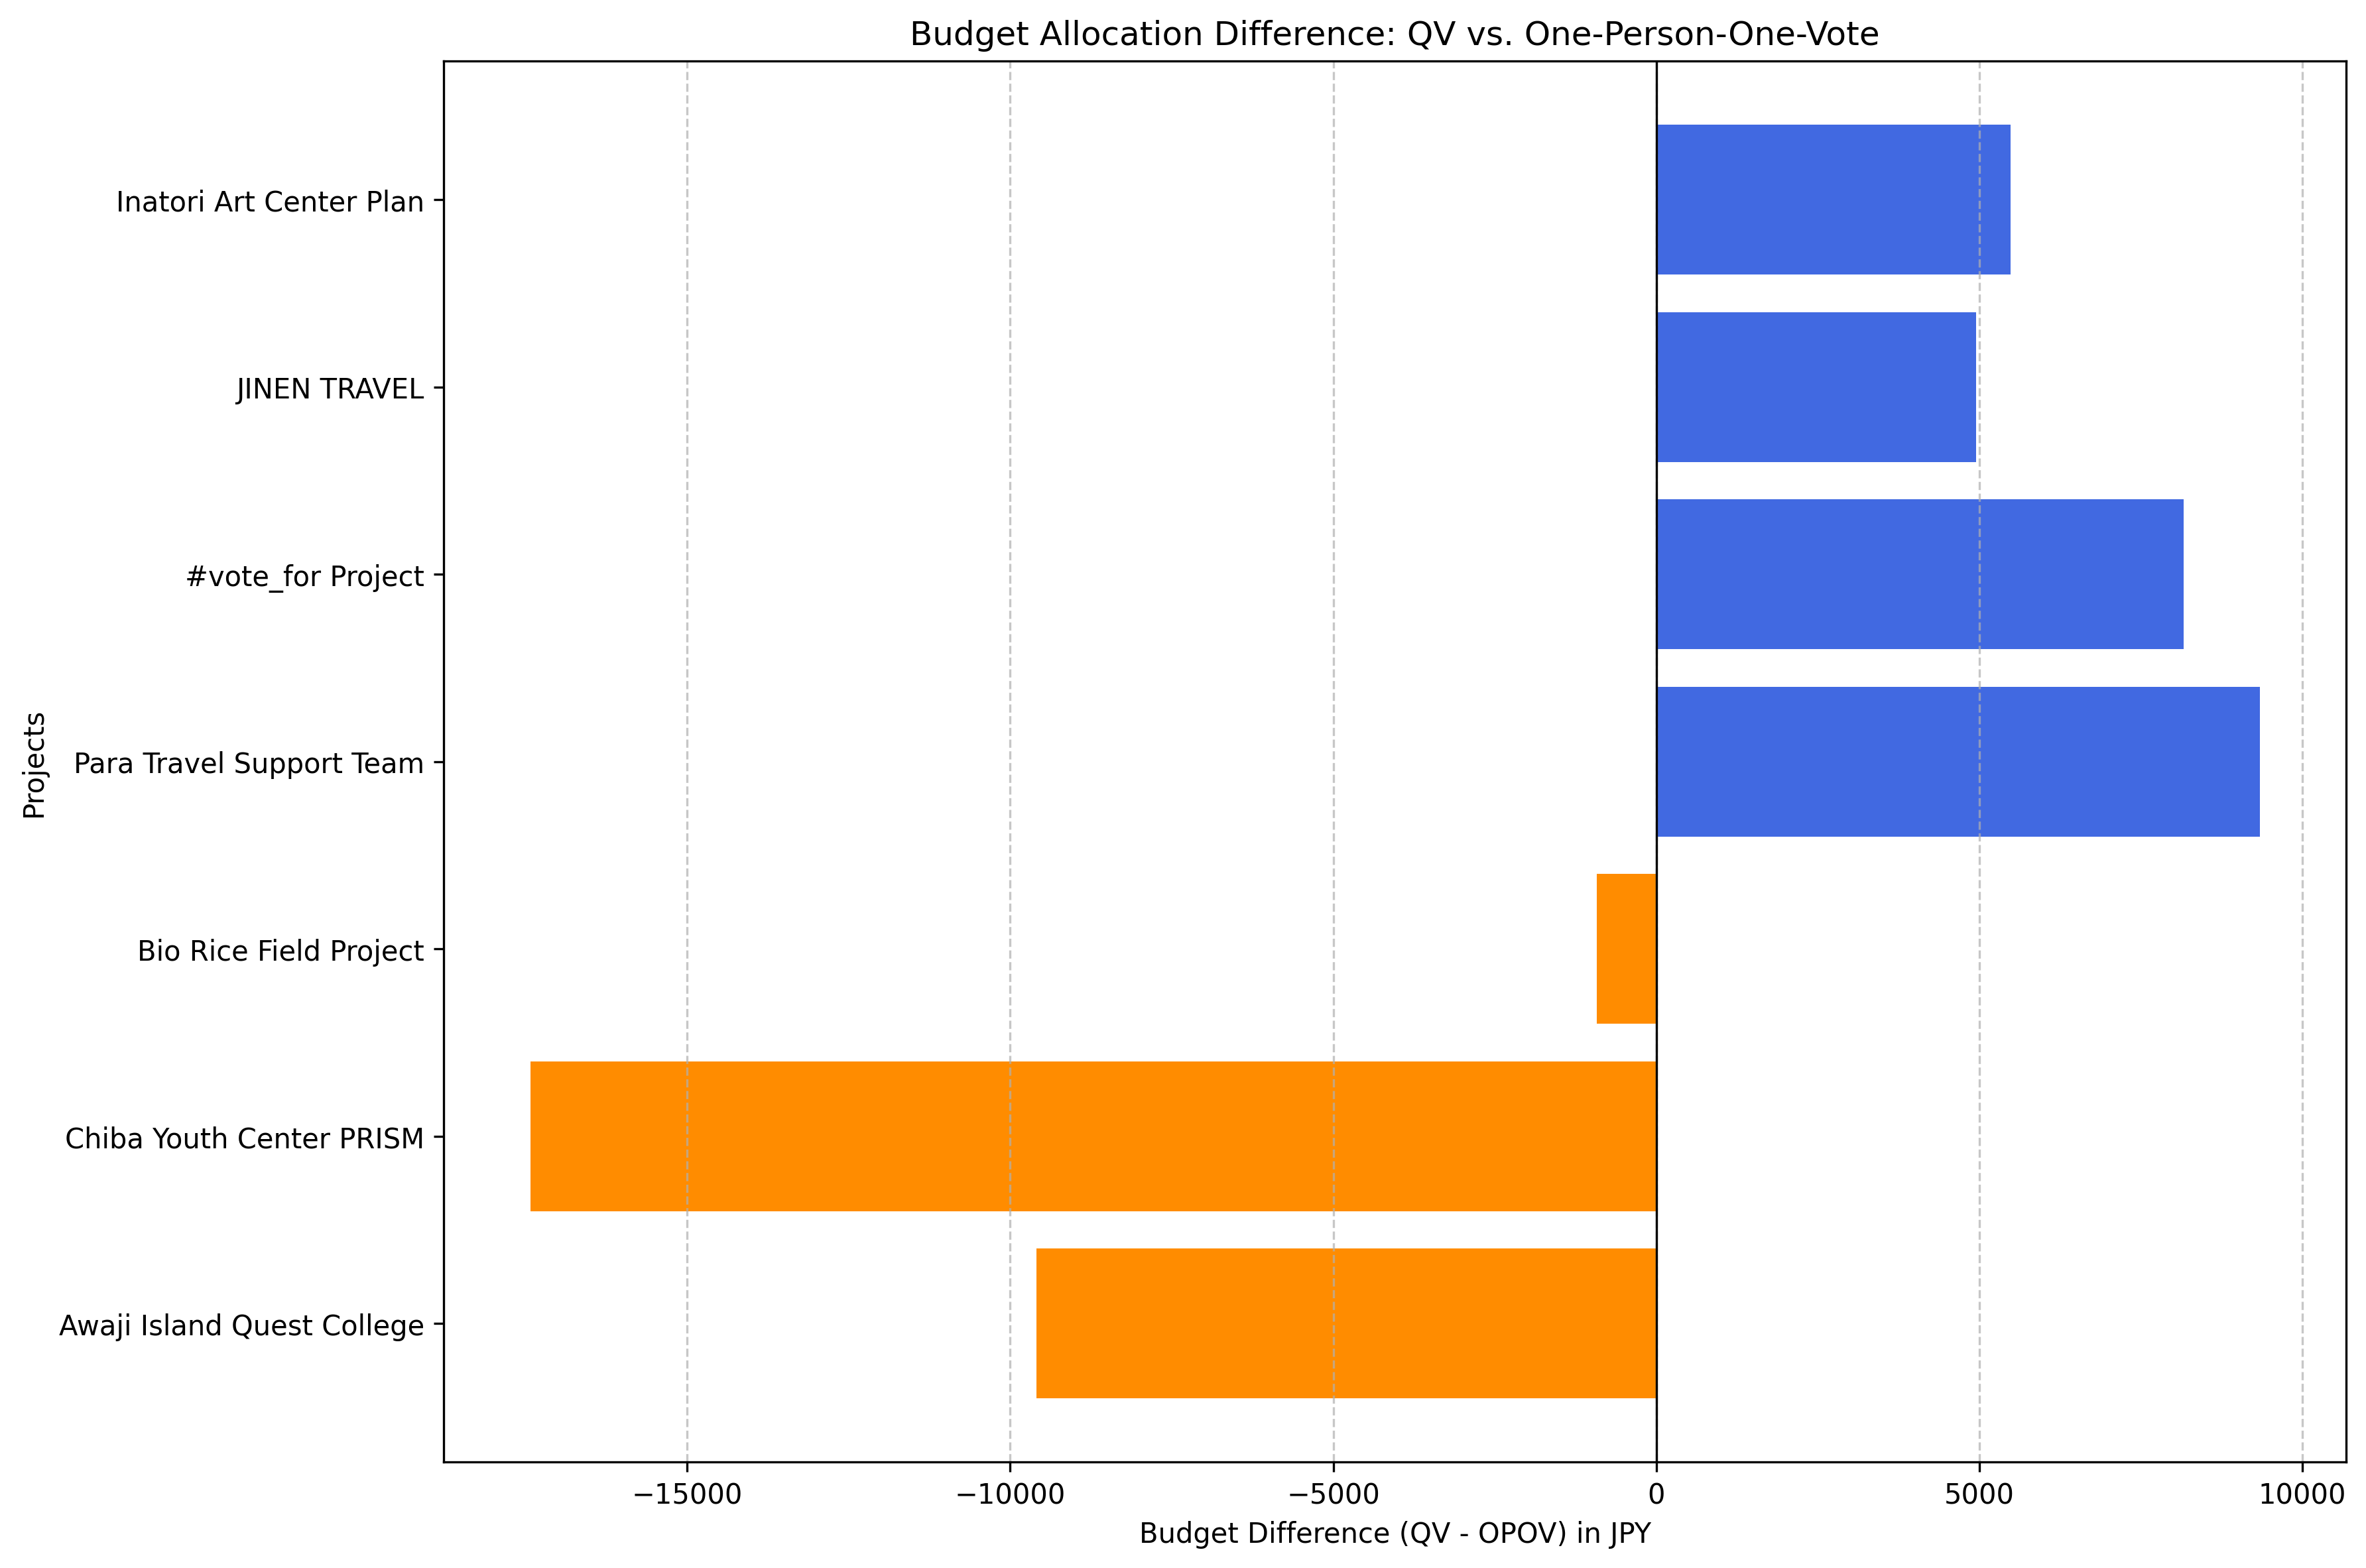 Budget Allocation Difference: QV vs. One-Person-One-Vote
Inatori Art Center Plan
JINEN TRAVEL
#vote_for Project
Para Travel Support Team
Bio Rice Field Project
Chiba Youth Center PRISM
Awaji Island Quest College
Projects
−15000 −10000 −5000 0 5000 10000
Budget Difference (QV - OPOV) in JPY